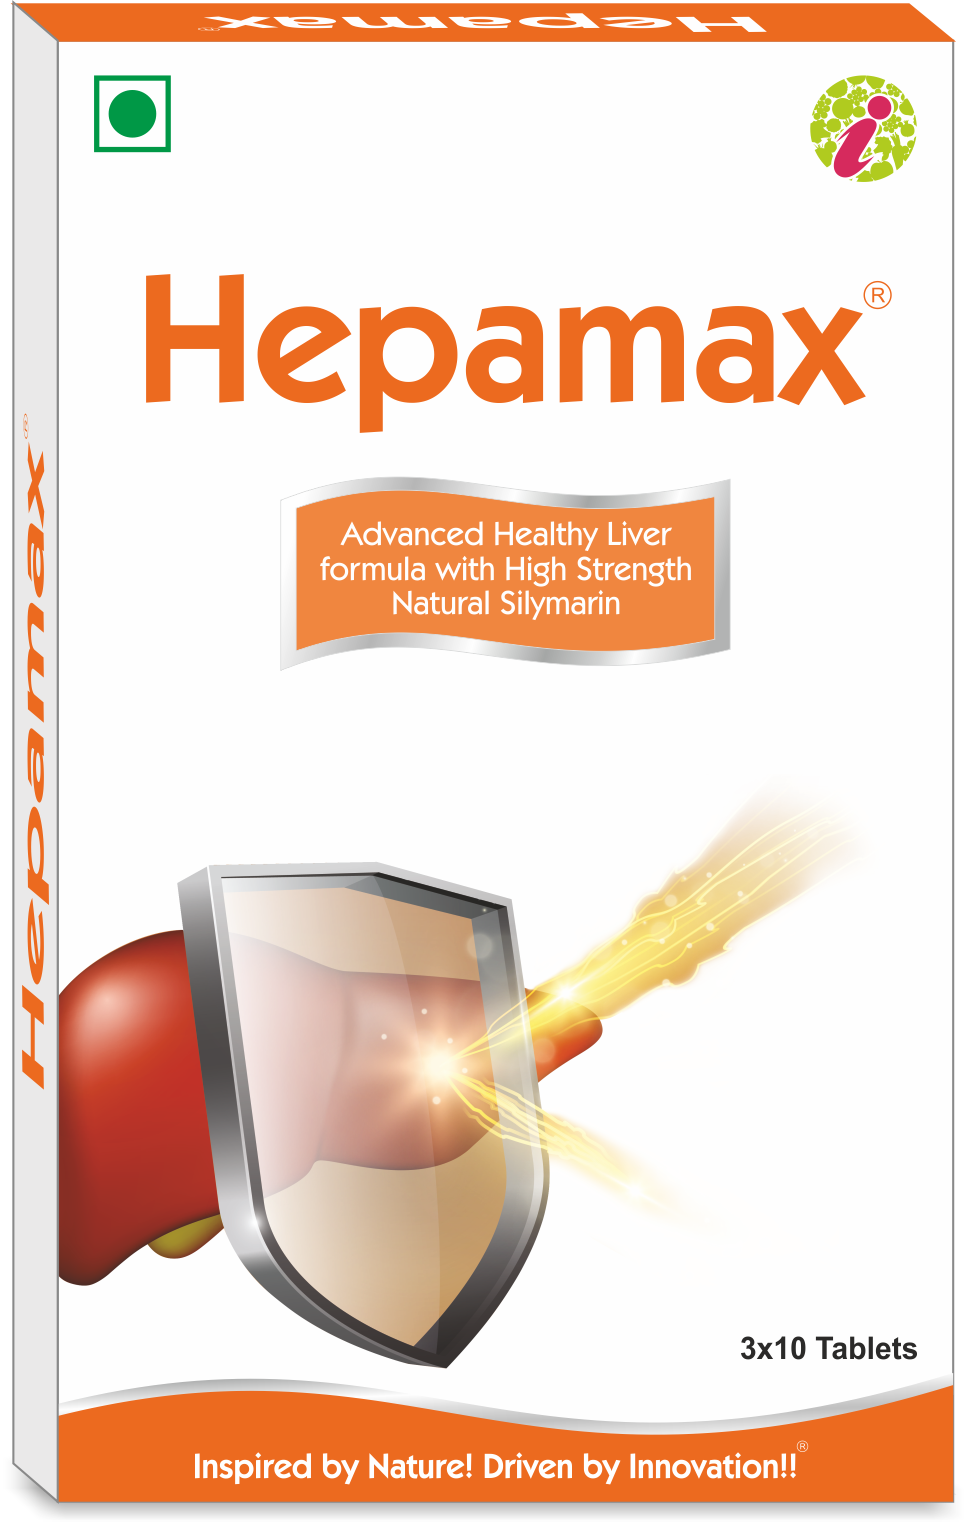 Hepamax®
Hepamax®
Hepamax®
Advanced Healthy Liver
formula with High Strength
Natural Silymarin
3x10 Tablets
Inspired by Nature! Driven by Innovation!!®
i